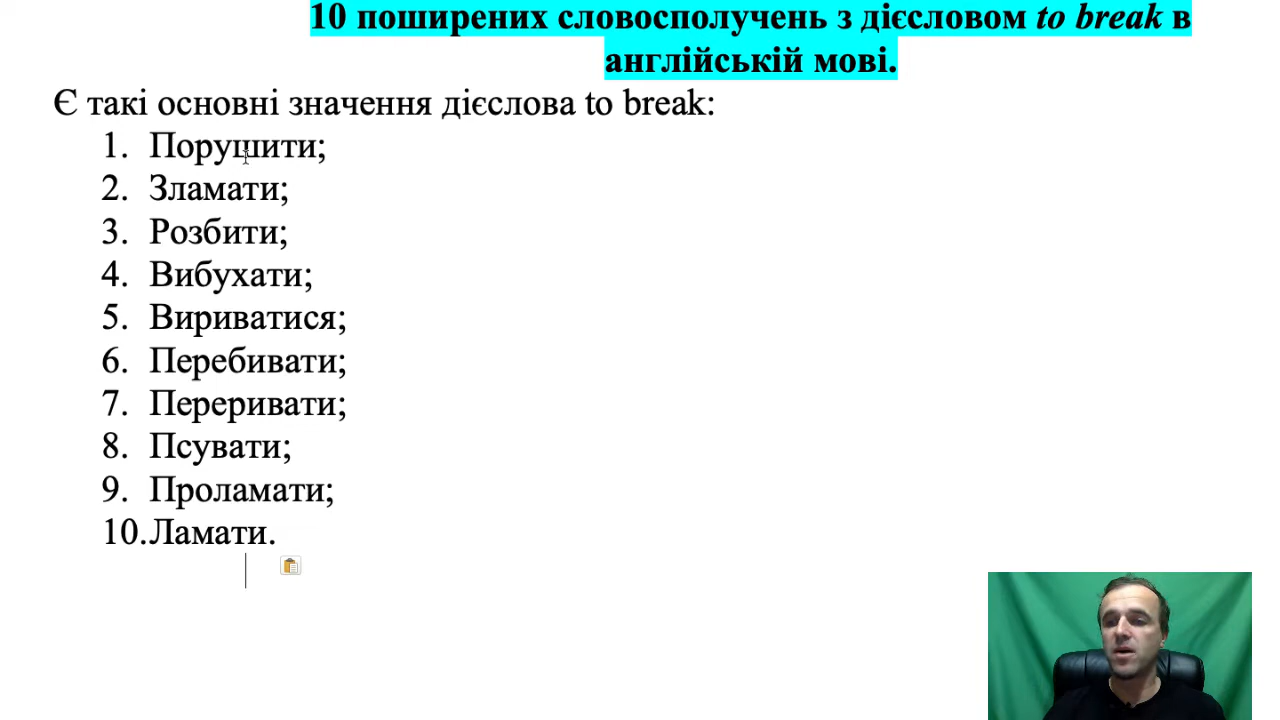 10 поширених словосполучень з дієсловом to break в
англійській мові.
Є такі основні значення дієслова to break:
1. Порушити;
2. Зламати;
3. Розбити;
4. Вибухати;
5. Вириватися;
6. Перебивати;
7. Переривати;
8. Псувати;
9. Проламати;
10.Ламати.